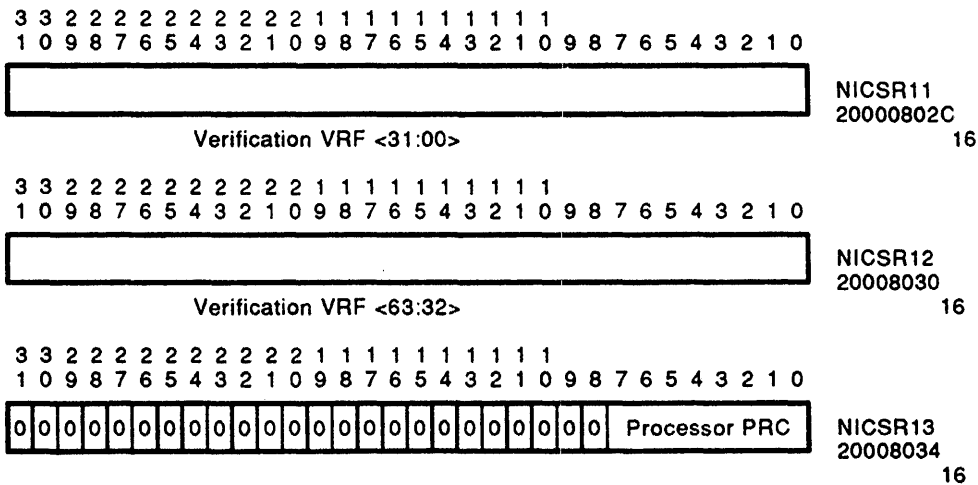 3 3 2 2 2 2 2 2 2 2 2 2 1 1 1 1 1 1 1 1 1 1
1 0 9 8 7 6 5 4 3 2 1 0 9 8 7 6 5 4 3 2 1 0 9 8 7 6 5 4 3 2 1 0
NICSR11
20000802C
16
Verification VRF <31:00>
3 3 2 2 2 2 2 2 2 2 2 2 1 1 1 1 1 1 1 1 1 1
1 0 9 8 7 6 5 4 3 2 1 0 9 8 7 6 5 4 3 2 1 0 9 8 7 6 5 4 3 2 1 0
NICSR12
20008030
16
Verification VRF <63:32>
3 3 2 2 2 2 2 2 2 2 2 2 1 1 1 1 1 1 1 1 1 1
1 0 9 8 7 6 5 4 3 2 1 0 9 8 7 6 5 4 3 2 1 0 9 8 7 6 5 4 3 2 1 0
0 0 0 0 0 0 0 0 0 0 0 0 0 0 0 0 0 0 0 0 0 0 0 0 Processor PRC
NICSR13
20008034
16